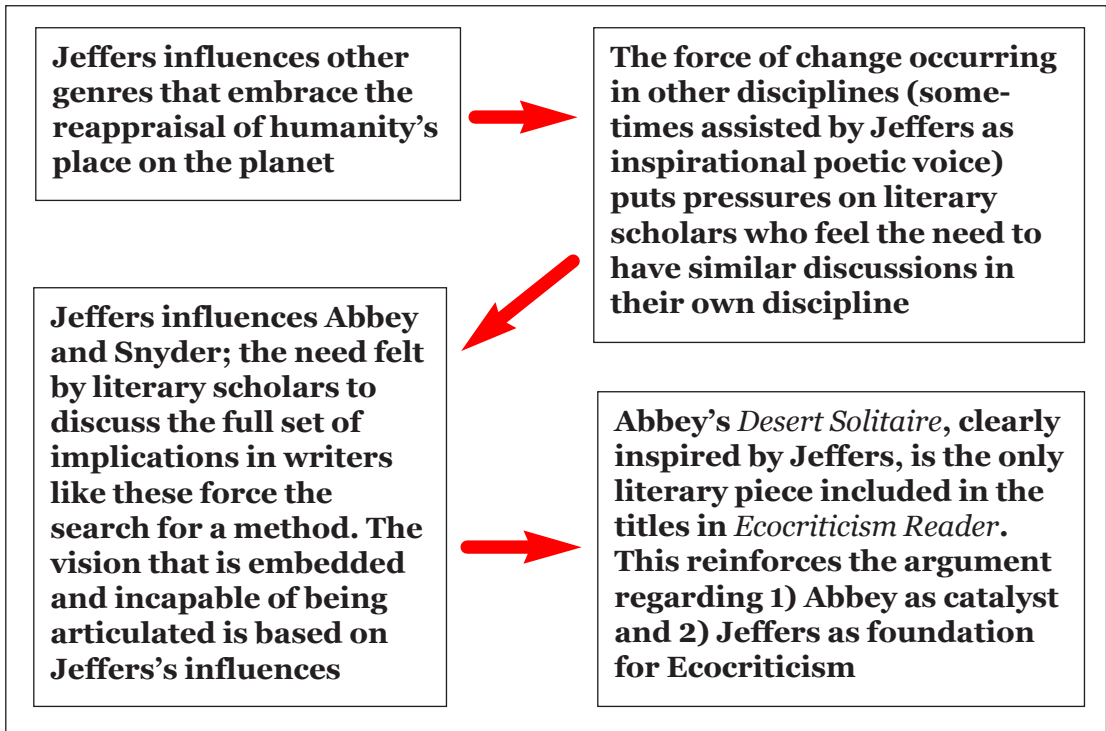 Jeffers influences other
genres that embrace the
reappraisal of humanity’s
place on the planet
The force of change occurring
in other disciplines (some-
times assisted by Jeffers as
inspirational poetic voice)
puts pressures on literary
scholars who feel the need to
have similar discussions in
their own discipline
Jeffers influences Abbey
and Snyder; the need felt
by literary scholars to
discuss the full set of
implications in writers
like these force the
search for a method. The
vision that is embedded
and incapable of being
articulated is based on
Jeffers’s influences
Abbey’s Desert Solitaire, clearly
inspired by Jeffers, is the only
literary piece included in the
titles in Ecocriticism Reader.
This reinforces the argument
regarding 1) Abbey as catalyst
and 2) Jeffers as foundation
for Ecocriticism